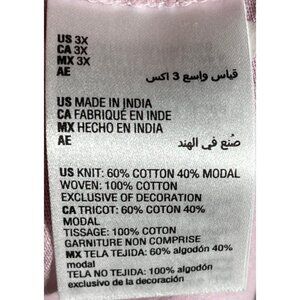 US 3X
CA 3X
MX 3X
AE قياس واسع 3 اكس
US MADE IN INDIA
CA FABRIQUÉ EN INDE
MX HECHO EN INDIA
AE صُنع في الهند
US KNIT: 60% COTTON 40% MODAL
WOVEN: 100% COTTON
EXCLUSIVE OF DECORATION
CA TRICOT: 60% COTON 40%
MODAL
TISSAGE: 100% COTON
GARNITURE NON COMPRISE
MX TELA TEJIDA: 60% algodón 40%
modal
TELA NO TEJIDA: 100% algodón
exclusivo de la decoración